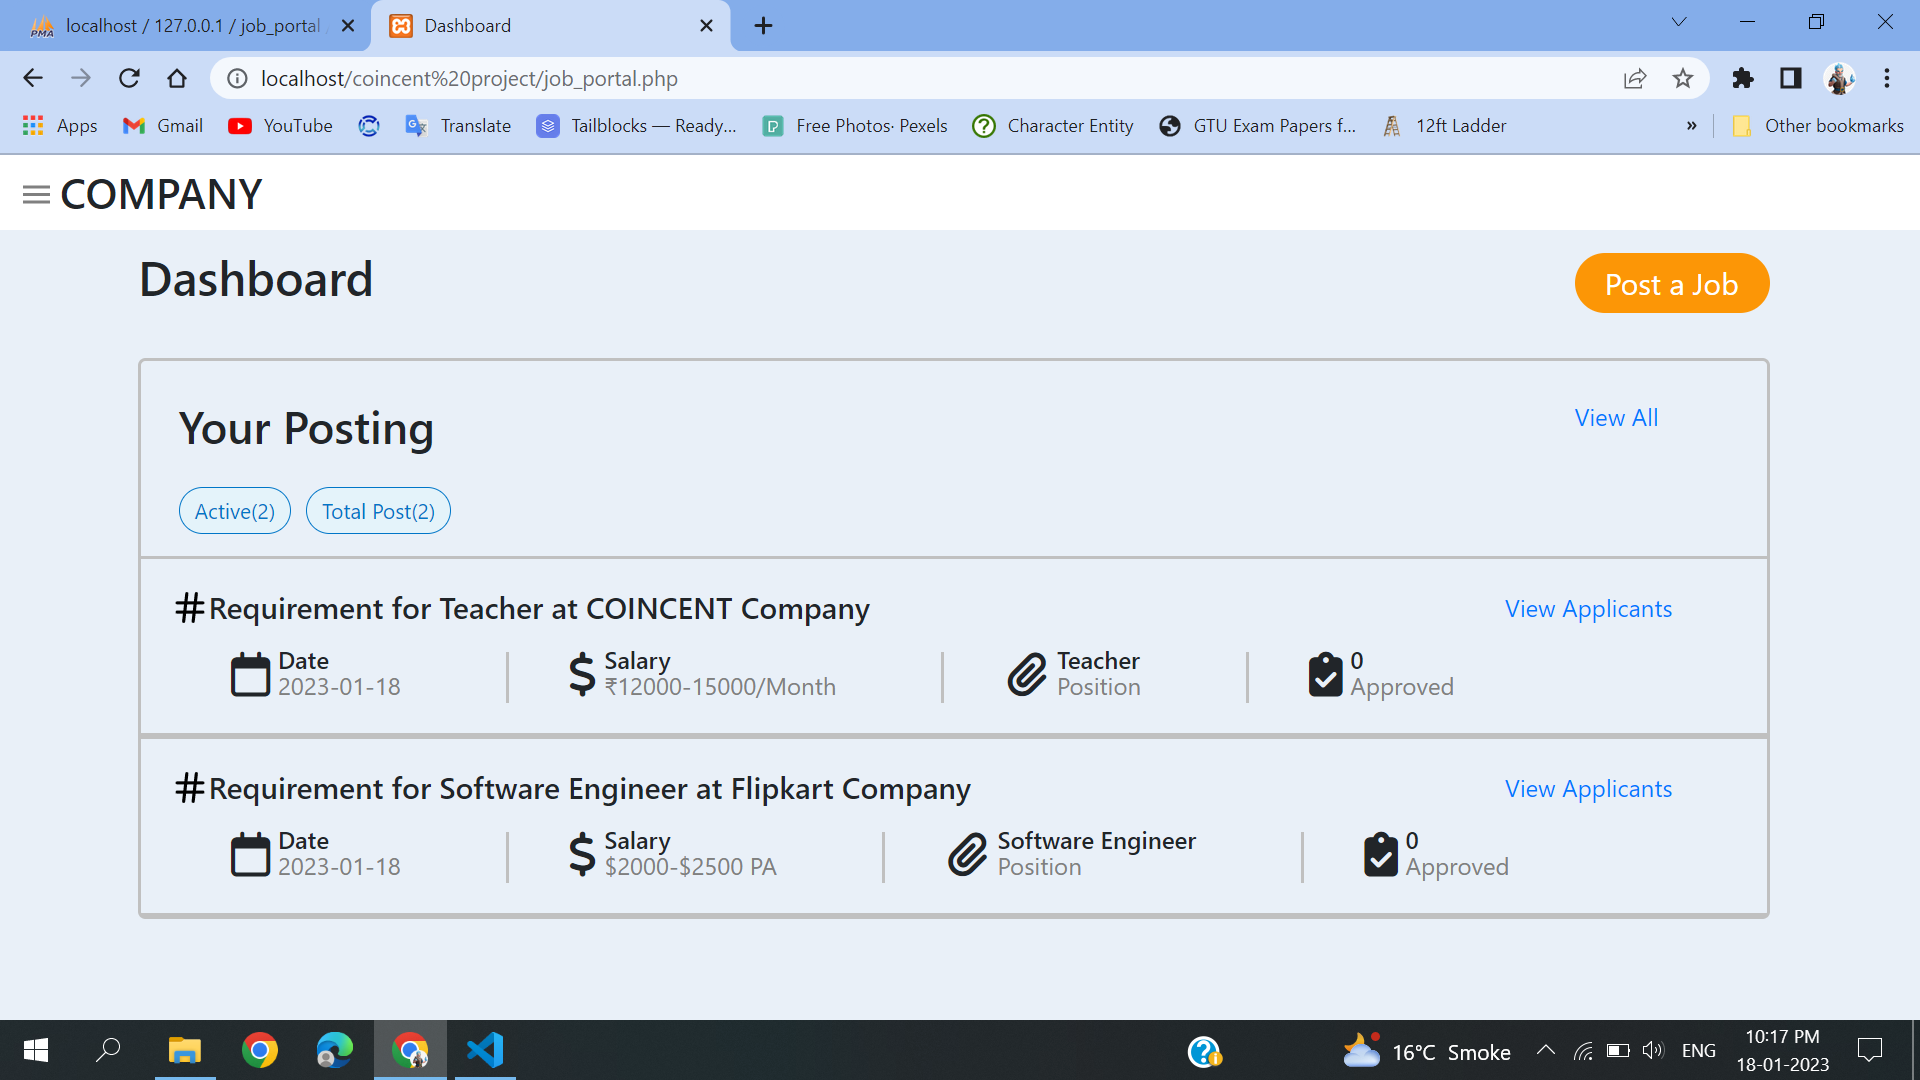 localhost / 127.0.0.1 / job_portal
Dashboard
localhost/coincent%20project/job_portal.php
Apps
Gmail
YouTube
Translate
Tailblocks — Ready...
Free Photos· Pexels
Character Entity
GTU Exam Papers f...
12ft Ladder
»
Other bookmarks
COMPANY
Dashboard
Post a Job
Your Posting
View All
Active(2)
Total Post(2)
#Requirement for Teacher at COINCENT Company
View Applicants
Date
2023-01-18
Salary
₹12000-15000/Month
Teacher
Position
0
Approved
#Requirement for Software Engineer at Flipkart Company
View Applicants
Date
2023-01-18
Salary
$2000-$2500 PA
Software Engineer
Position
0
Approved
16°C Smoke
ENG
10:17 PM
18-01-2023